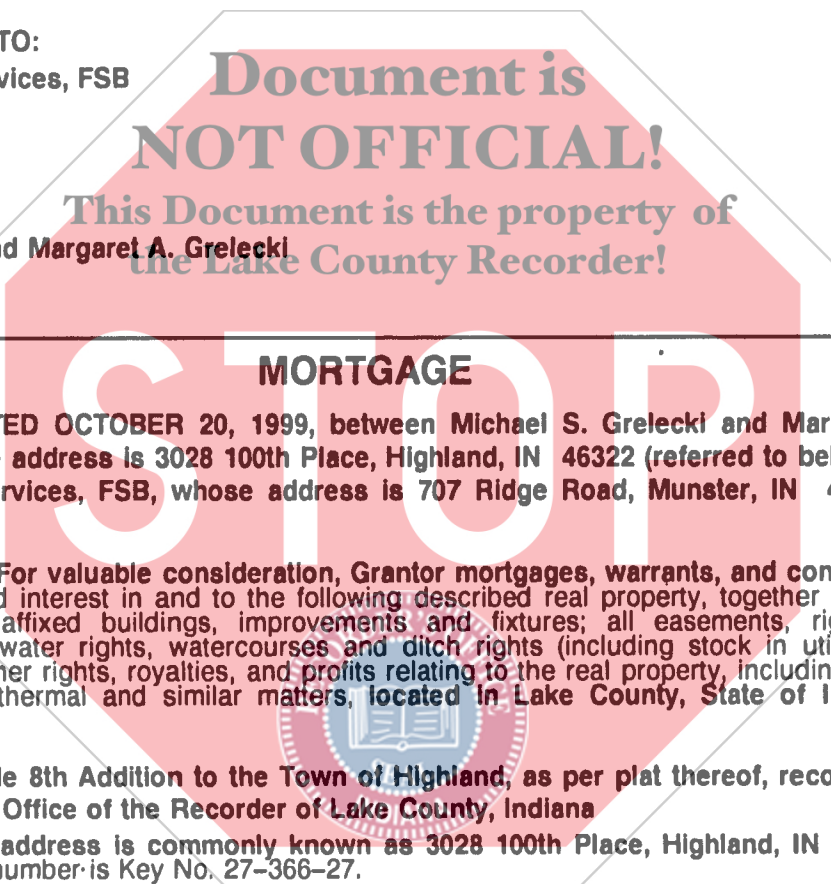 TO:
vices, FSB
Document is
NOT OFFICIAL!
This Document is the property of
the Lake County Recorder!
d Margaret A. Grelecki
STOP
MORTGAGE
TED OCTOBER 20, 1999, between Michael S. Grelecki and Mar
address is 3028 100th Place, Highland, IN 46322 (referred to bel
rvices, FSB, whose address is 707 Ridge Road, Munster, IN 4
For valuable consideration, Grantor mortgages, warrants, and con
d interest in and to the following described real property, together
affixed buildings, improvements and fixtures; all easements, rig
water rights, watercourses and ditch rights (including stock in uti
her rights, royalties, and profits relating to the real property, includin
thermal and similar matters, located in Lake County, State of I
le 8th Addition to the Town of Highland, as per plat thereof, reco
Office of the Recorder of Lake County, Indiana
address is commonly known as 3028 100th Place, Highland, IN
number is Key No. 27-366-27.
SEAL